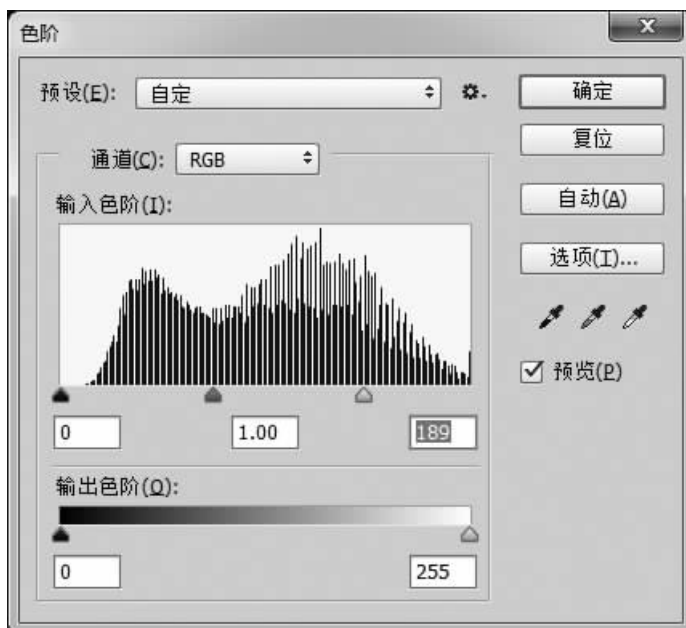 色阶
预设(E): 自定
确定
复位
通道(C): RGB
自动(A)
输入色阶(I):
选项(T)...
预览(P)
0 1.00 189
输出色阶(O):
0 255